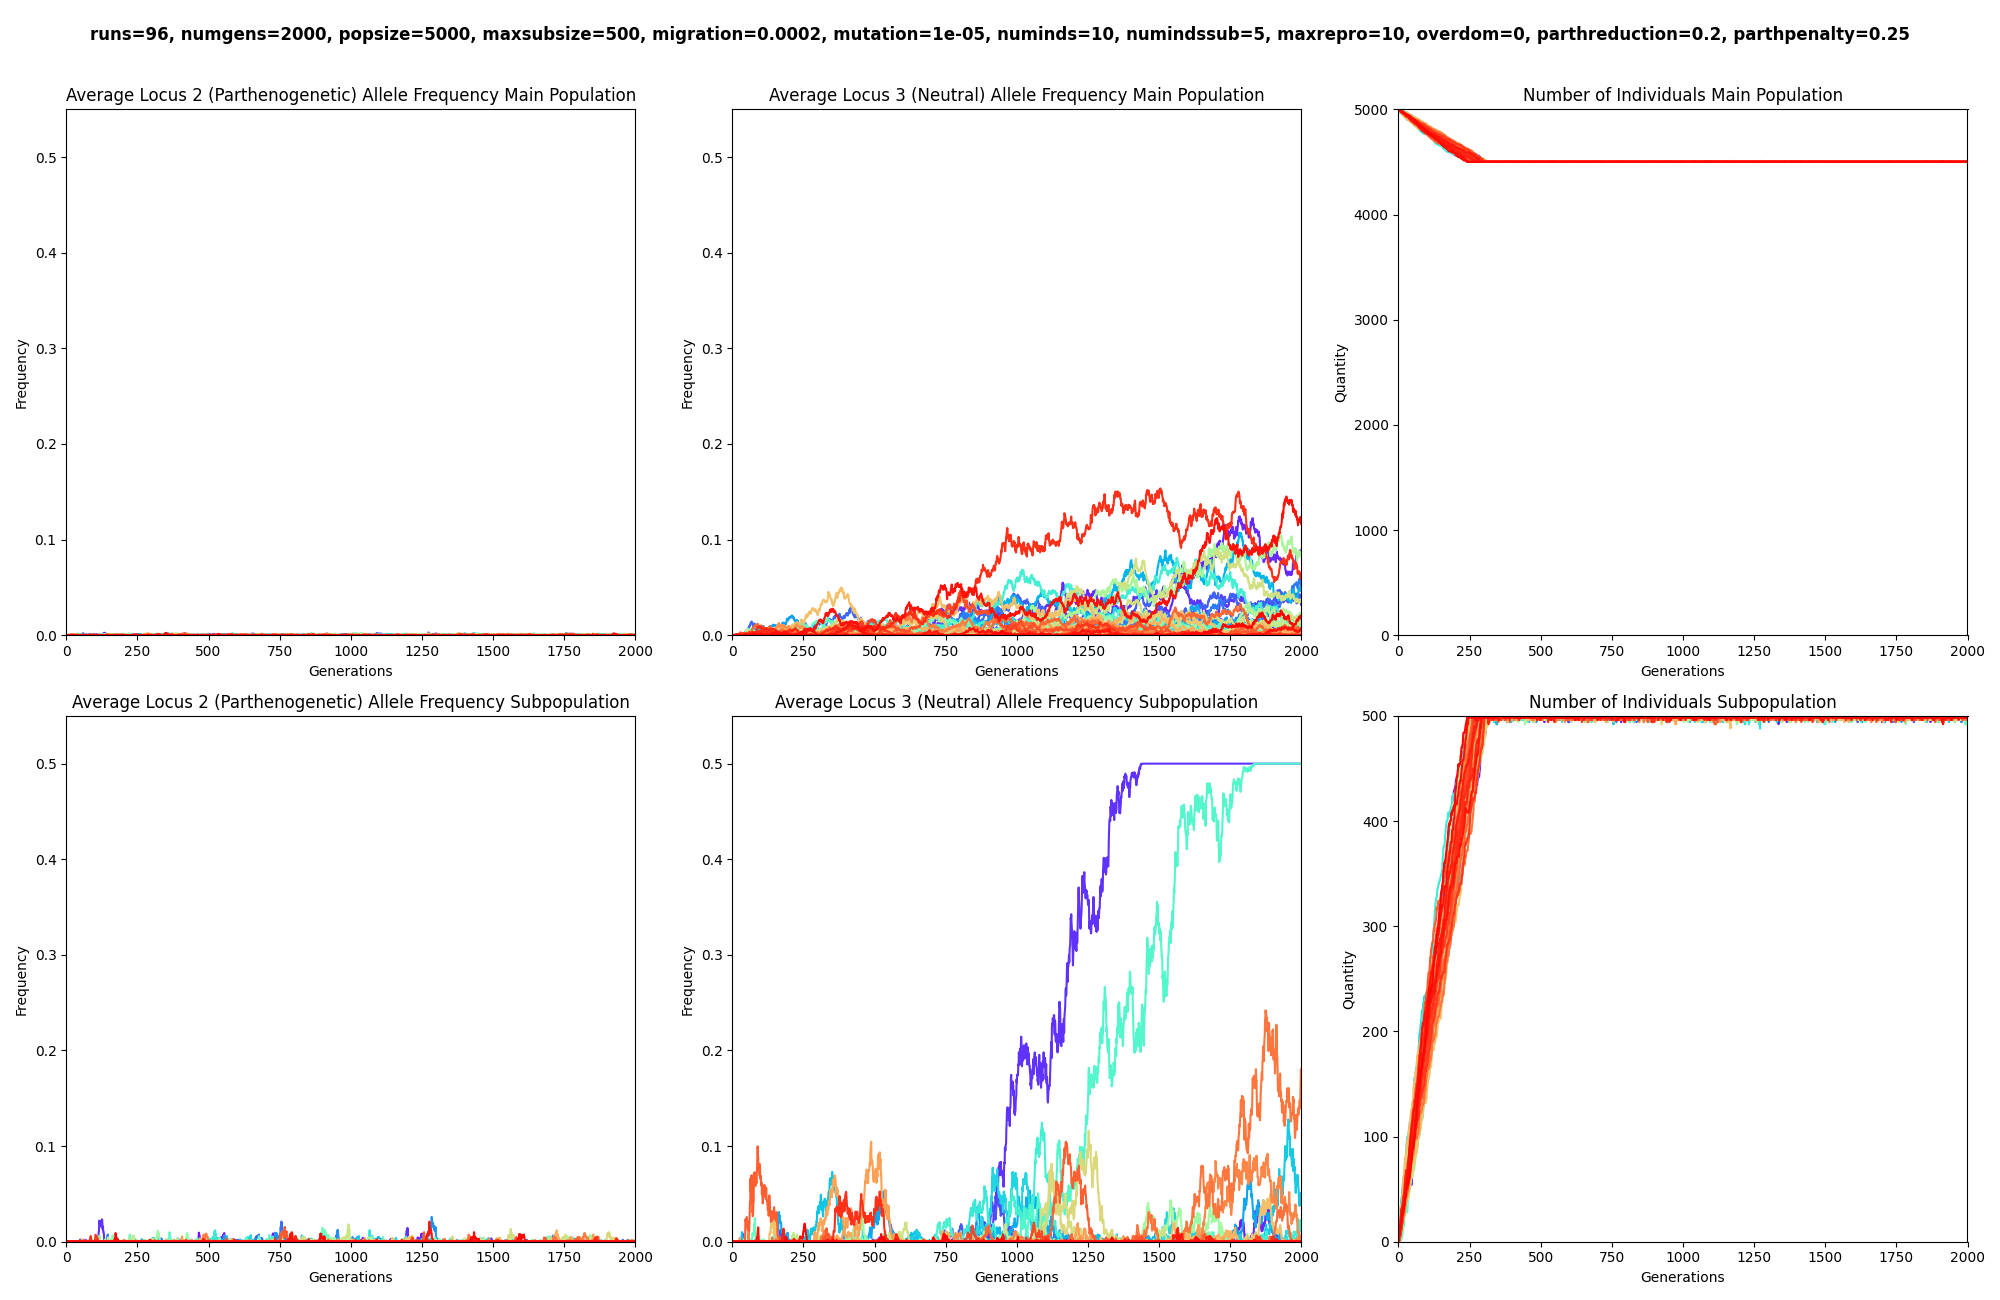 runs=96, numgens=2000, popsize=5000, maxsubsize=500, migration=0.0002, mutation=1e-05, numinds=10, numindssub=5, maxrepro=10, overdom=0, parthreduction=0.2, parthpenalty=0.25
Average Locus 2 (Parthenogenetic) Allele Frequency Main Population
0.5
0.4
0.3
0.2
0.1
0.0
Frequency
0 250 500 750 1000 1250 1500 1750 2000
Generations
Average Locus 3 (Neutral) Allele Frequency Main Population
0.5
0.4
0.3
0.2
0.1
0.0
Frequency
0 250 500 750 1000 1250 1500 1750 2000
Generations
Number of Individuals Main Population
5000
4000
3000
2000
1000
0
Quantity
0 250 500 750 1000 1250 1500 1750 2000
Generations
Average Locus 2 (Parthenogenetic) Allele Frequency Subpopulation
0.5
0.4
0.3
0.2
0.1
0.0
Frequency
0 250 500 750 1000 1250 1500 1750 2000
Generations
Average Locus 3 (Neutral) Allele Frequency Subpopulation
0.5
0.4
0.3
0.2
0.1
0.0
Frequency
0 250 500 750 1000 1250 1500 1750 2000
Generations
Number of Individuals Subpopulation
500
400
300
200
100
0
Quantity
0 250 500 750 1000 1250 1500 1750 2000
Generations